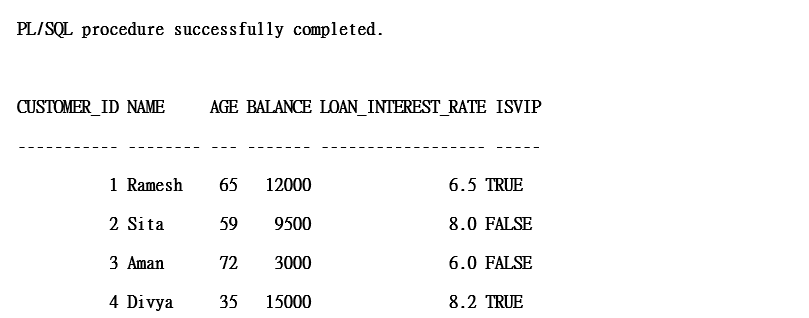 PL/SQL procedure successfully completed.
CUSTOMER_ID NAME     AGE BALANCE LOAN_INTEREST_RATE ISVIP
----------- -------- --- ------- ------------------ -----
          1 Ramesh    65   12000                6.5 TRUE
          2 Sita      59    9500                8.0 FALSE
          3 Aman      72    3000                6.0 FALSE
          4 Divya     35   15000                8.2 TRUE